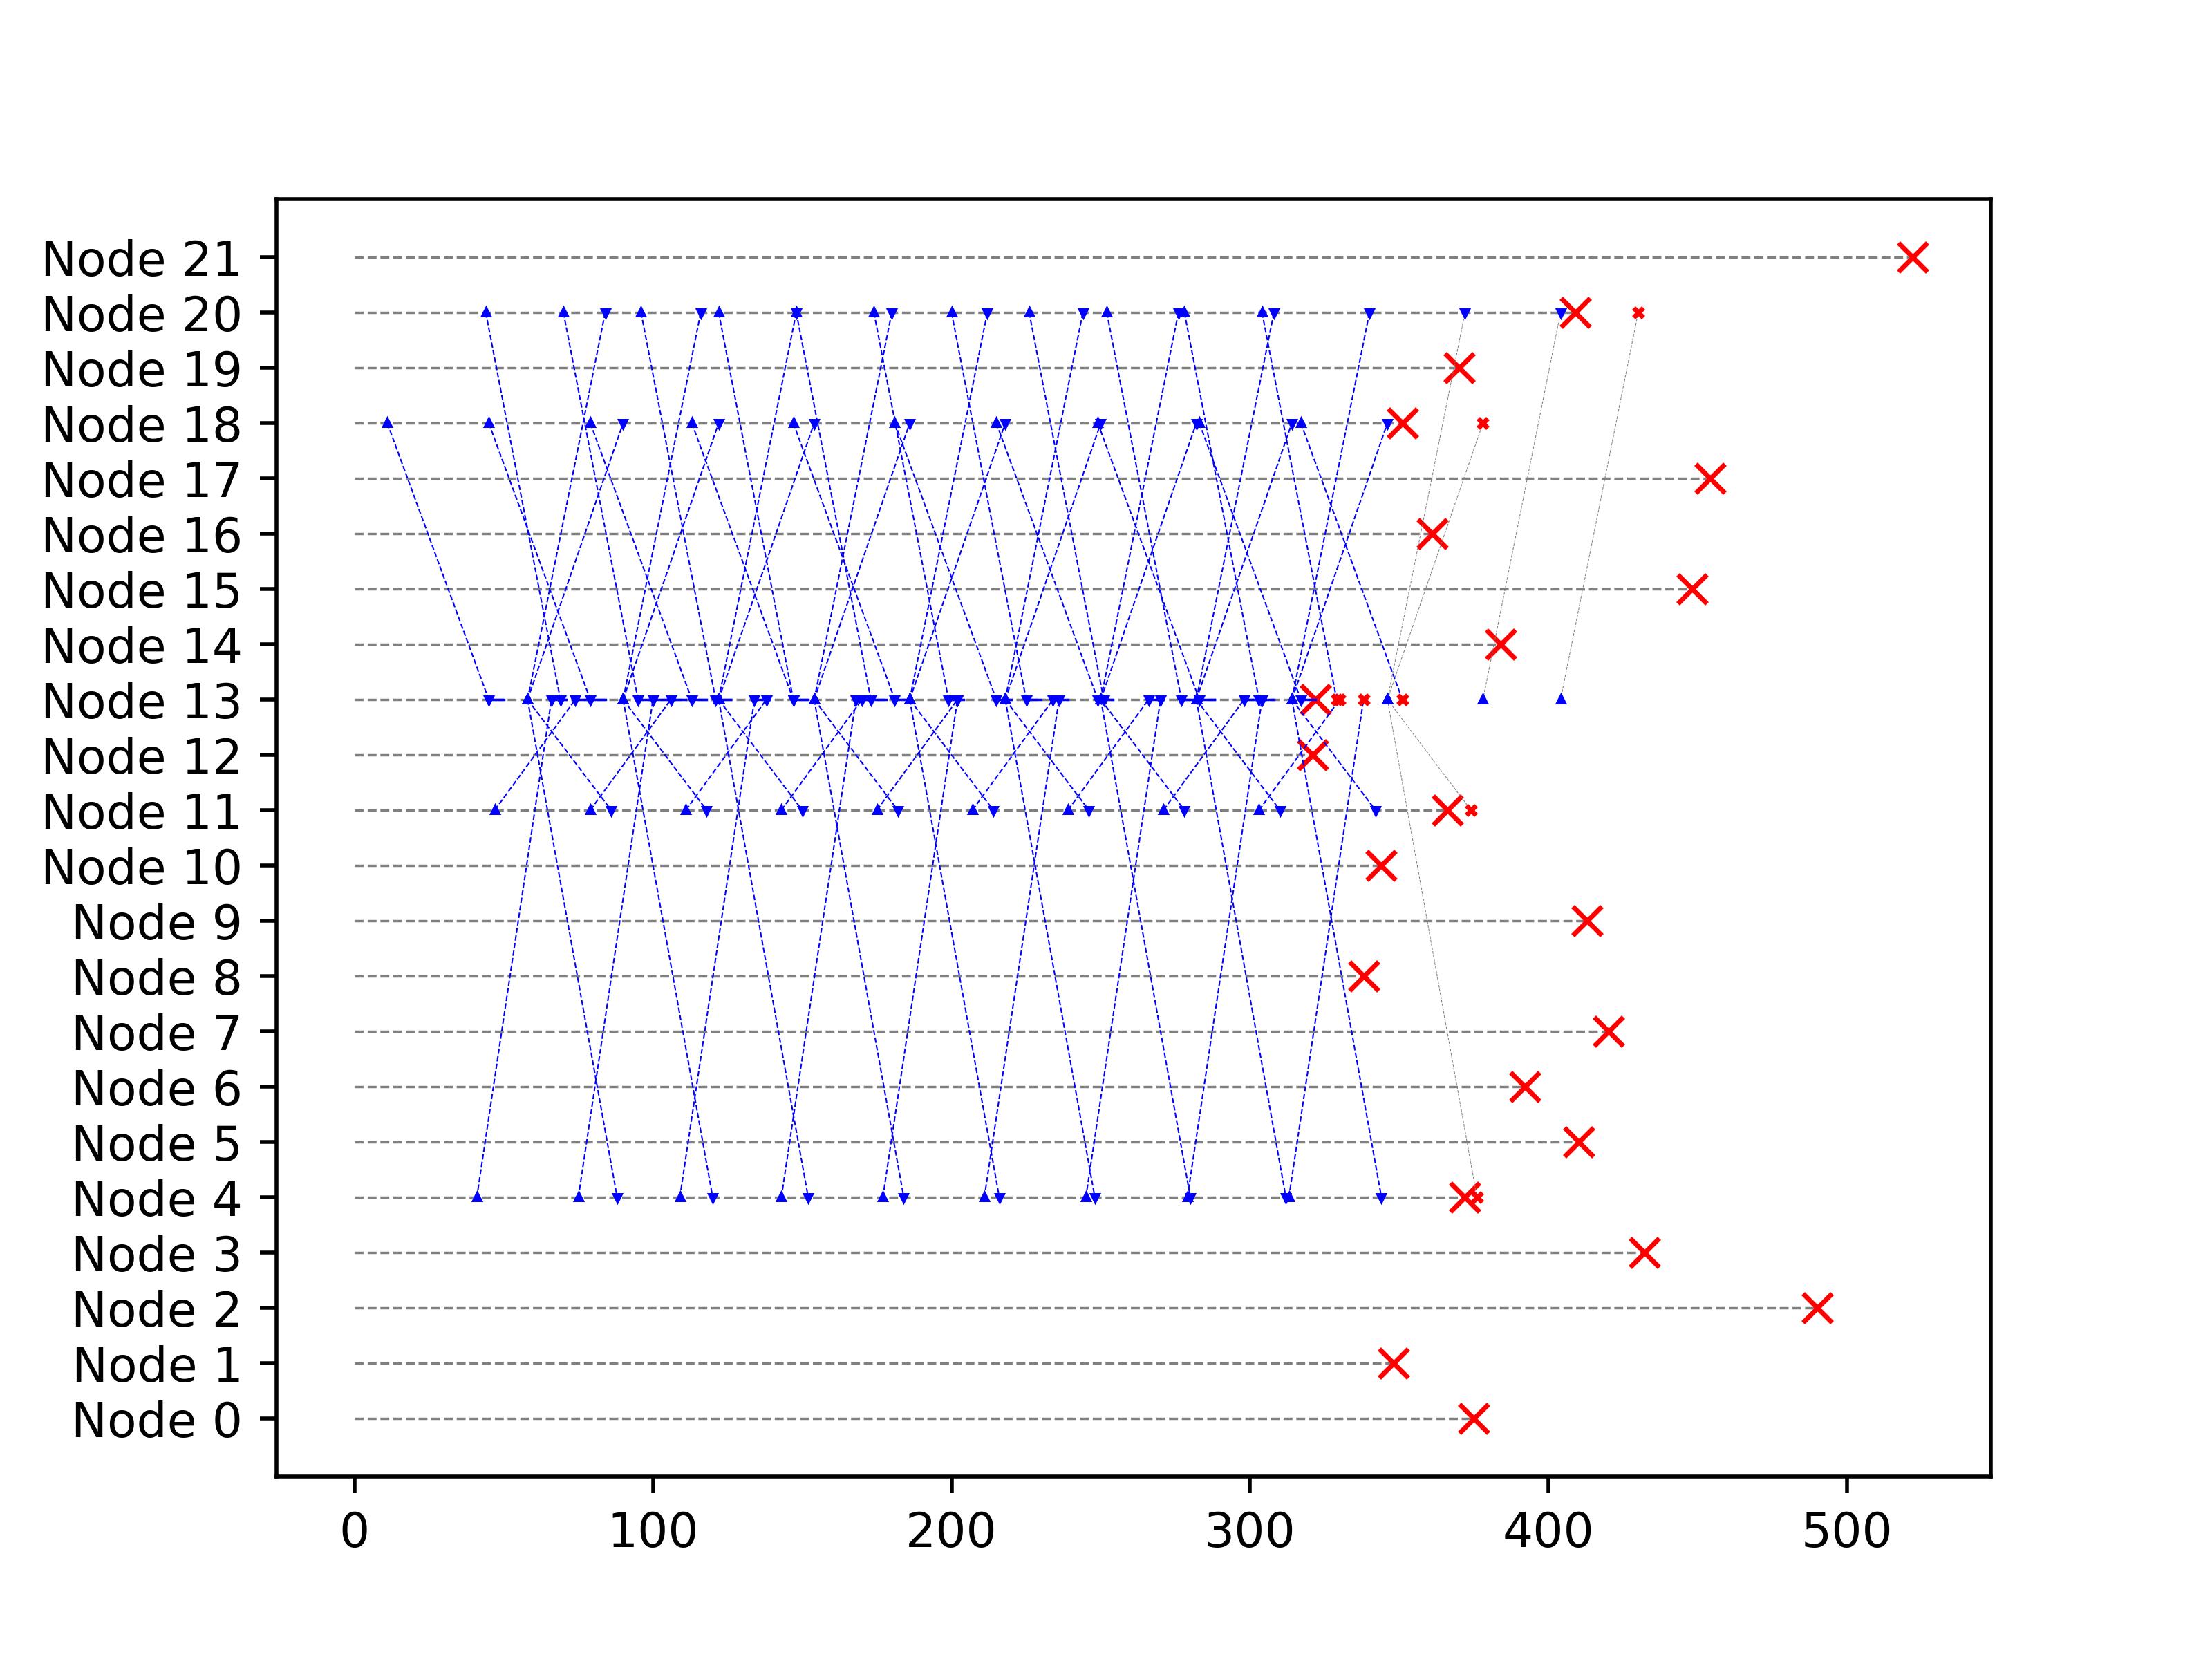 Node 21
Node 20
Node 19
Node 18
Node 17
Node 16
Node 15
Node 14
Node 13
Node 12
Node 11
Node 10
Node 9
Node 8
Node 7
Node 6
Node 5
Node 4
Node 3
Node 2
Node 1
Node 0
0 100 200 300 400 500